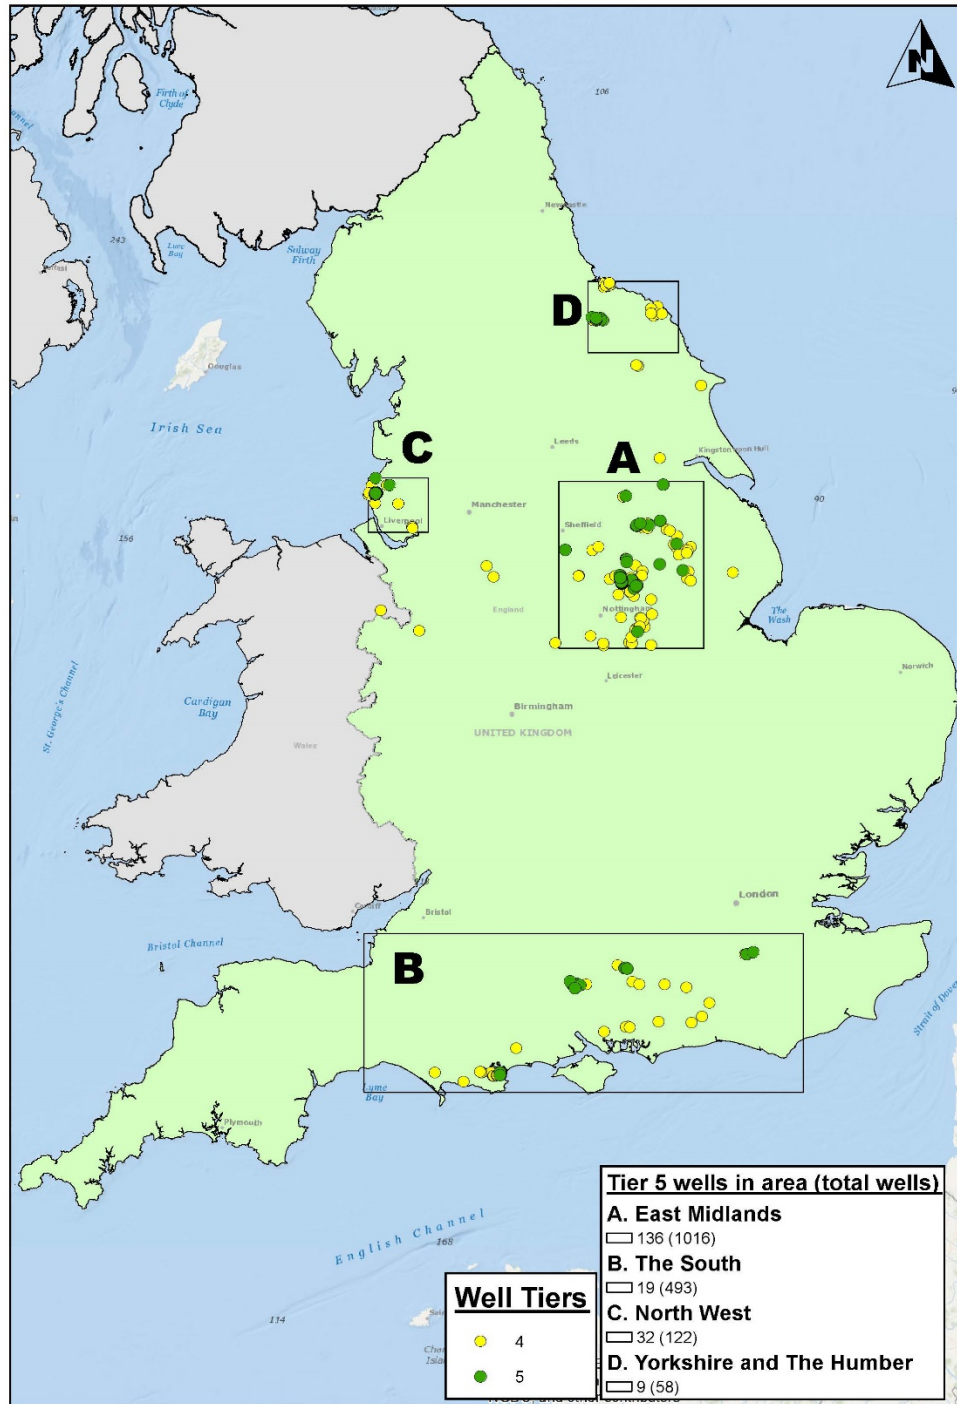 N
Firth of
Clyde
106
annel
Newcastle
243
Luce
Bay
Solway
Firth
Belfast
D
Douglas
Irish Sea
C
Leeds
A
Kingston upon Hull
90
Manchester
Sheffield
Liverpool
156
England
Nottingham
The
Wash
Leicester
Norwich
St. George's Channel
Cardigan
Bay
Birmingham
UNITED KINGDOM
Wales
London
Cardiff
Bristol
Bristol Channel
B
Strait of Dover
Lyme
Bay
Plymouth
English Channel
168
114
Well Tiers
4
5
Tier 5 wells in area (total wells)
A. East Midlands
136 (1016)
B. The South
19 (493)
C. North West
32 (122)
D. Yorkshire and The Humber
9 (58)